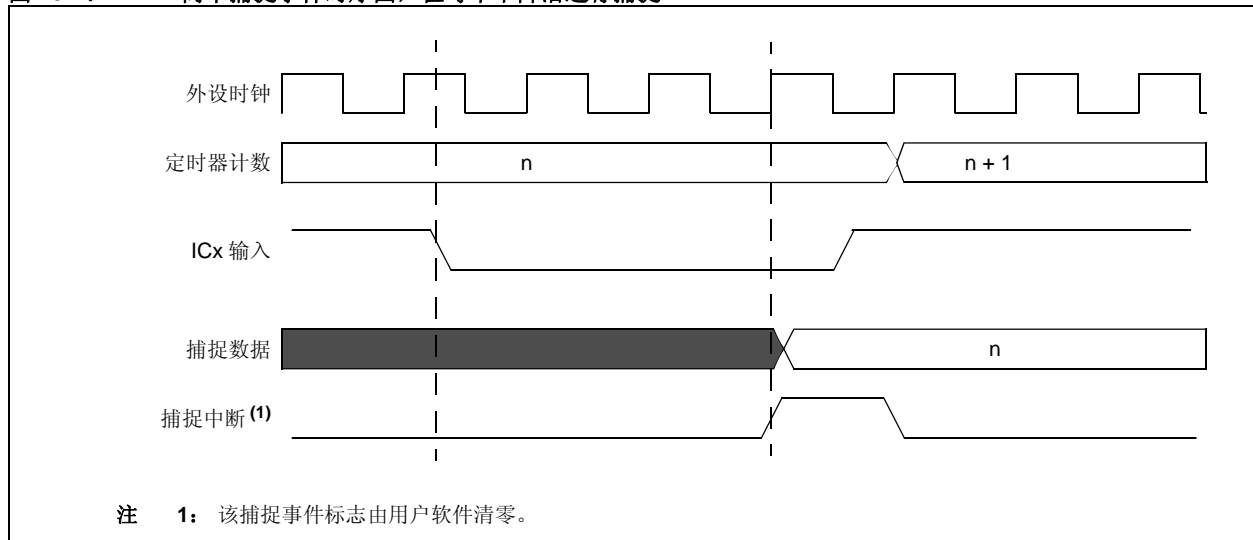 外设时钟
定时器计数
n
n + 1
ICx 输入
捕捉数据
n
捕捉中断 (1)
注 1： 该捕捉事件标志由用户软件清零。